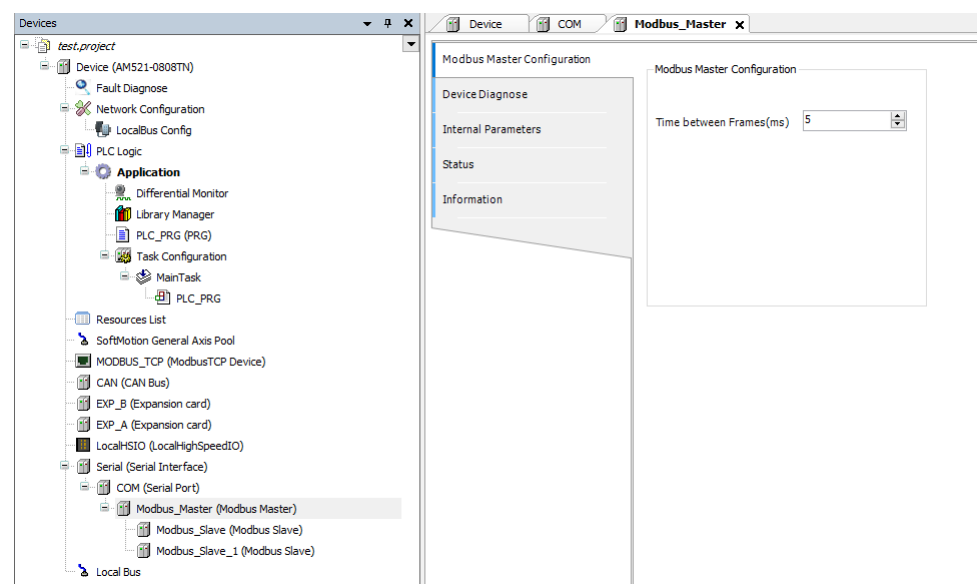 Devices
test.project
Device (AM521-0808TN)
Fault Diagnose
Network Configuration
LocalBus Config
PLC Logic
Application
Differential Monitor
Library Manager
PLC_PRG (PRG)
Task Configuration
MainTask
PLC_PRG
Resources List
SoftMotion General Axis Pool
MODBUS_TCP (ModbusTCP Device)
CAN (CAN Bus)
EXP_B (Expansion card)
EXP_A (Expansion card)
LocalHSIO (LocalHighSpeedIO)
Serial (Serial Interface)
COM (Serial Port)
Modbus_Master (Modbus Master)
Modbus_Slave (Modbus Slave)
Modbus_Slave_1 (Modbus Slave)
Local Bus
Device COM Modbus_Master
Modbus Master Configuration
Device Diagnose
Internal Parameters
Status
Information
Modbus Master Configuration
Time between Frames(ms) 5